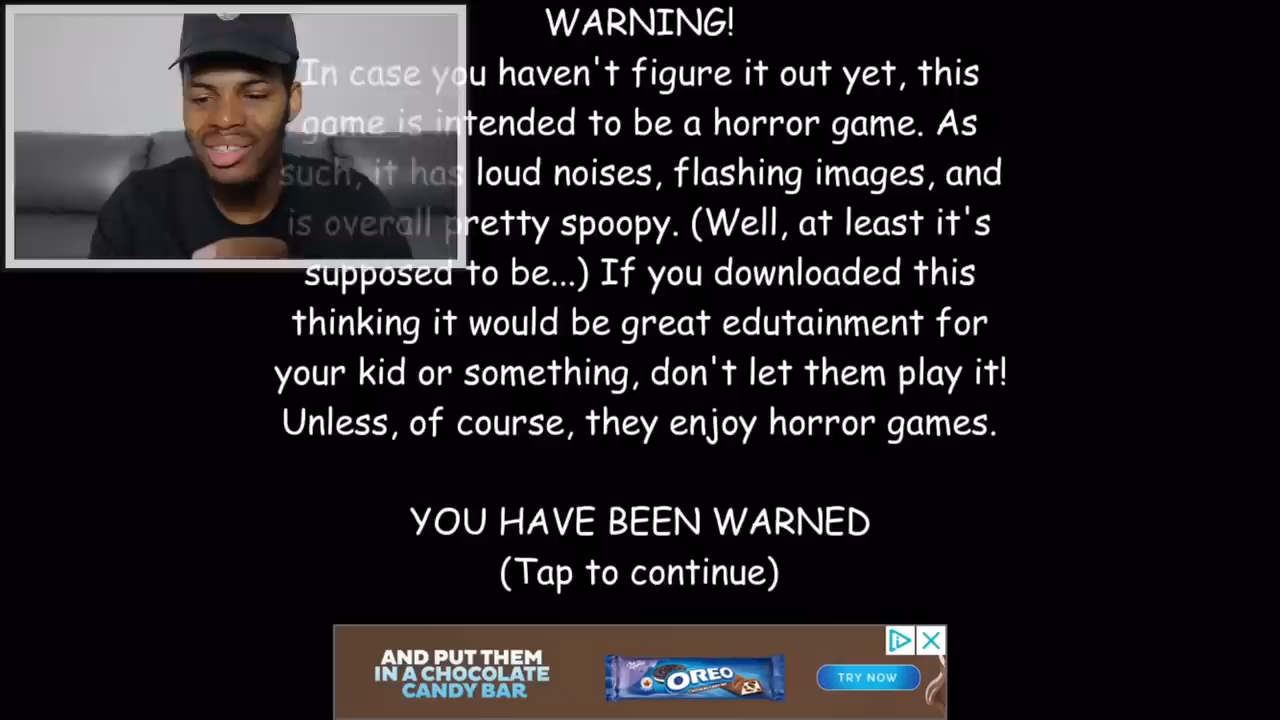 WARNING!
In case you haven't figure it out yet, this
game is intended to be a horror game. As
such, it has loud noises, flashing images, and
is overall pretty spoopy. (Well, at least it's
supposed to be...) If you downloaded this
thinking it would be great edutainment for
your kid or something, don't let them play it!
Unless, of course, they enjoy horror games.
YOU HAVE BEEN WARNED
(Tap to continue)
AND PUT THEM
IN A CHOCOLATE
CANDY BAR
Milka
OREO
TRY NOW